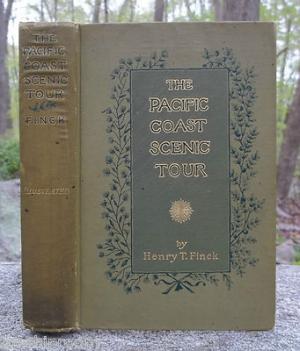 THE
PACIFIC
COAST
SCENIC
TOUR
FINCK
ILLUSTRATED
THE
PACIFIC
COAST
SCENIC
TOUR
by
Henry T. Finck